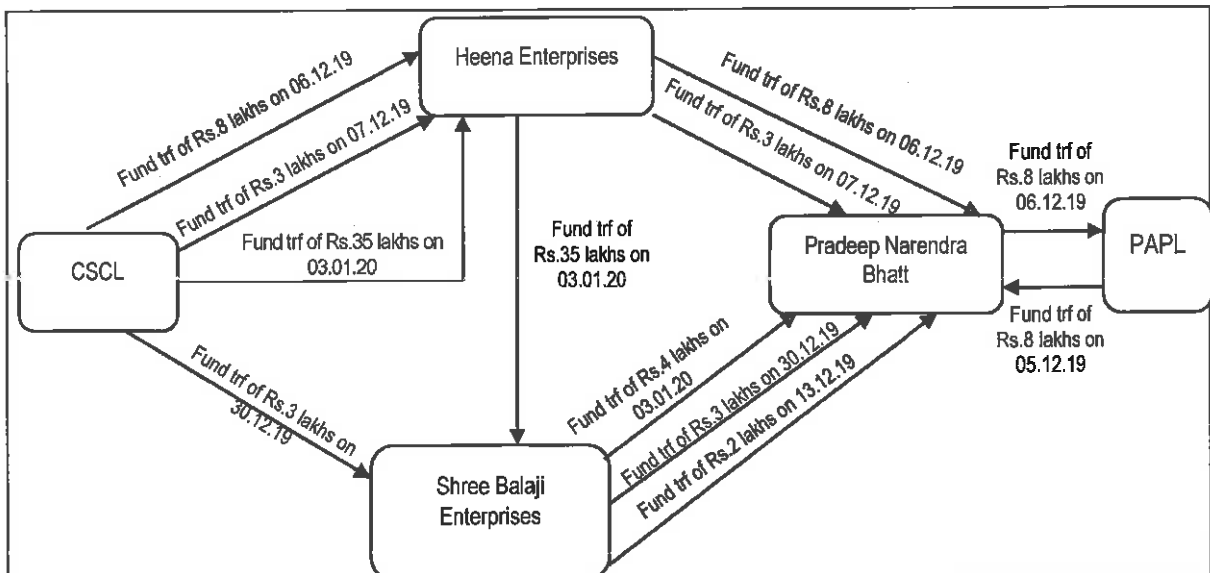 Heena Enterprises
Fund trf of Rs.8 lakhs on 06.12.19
Fund trf of Rs.3 lakhs on 07.12.19
Fund trf of Rs.35 lakhs on
03.01.20
CSCL
Fund trf of Rs.3 lakhs on
30.12.19
Fund trf of
Rs.35 lakhs on
03.01.20
Fund trf of Rs.8 lakhs on 06.12.19
Fund trf of Rs.3 lakhs on 07.12.19
Fund trf of
Rs.8 lakhs on
06.12.19
Pradeep Narendra
Bhatt
PAPL
Fund trf of
Rs.8 lakhs on
05.12.19
Fund trf of Rs.4 lakhs on
03.01.20
Fund trf of Rs.3 lakhs on 30.12.19
Fund trf of Rs.2 lakhs on 13.12.19
Shree Balaji
Enterprises